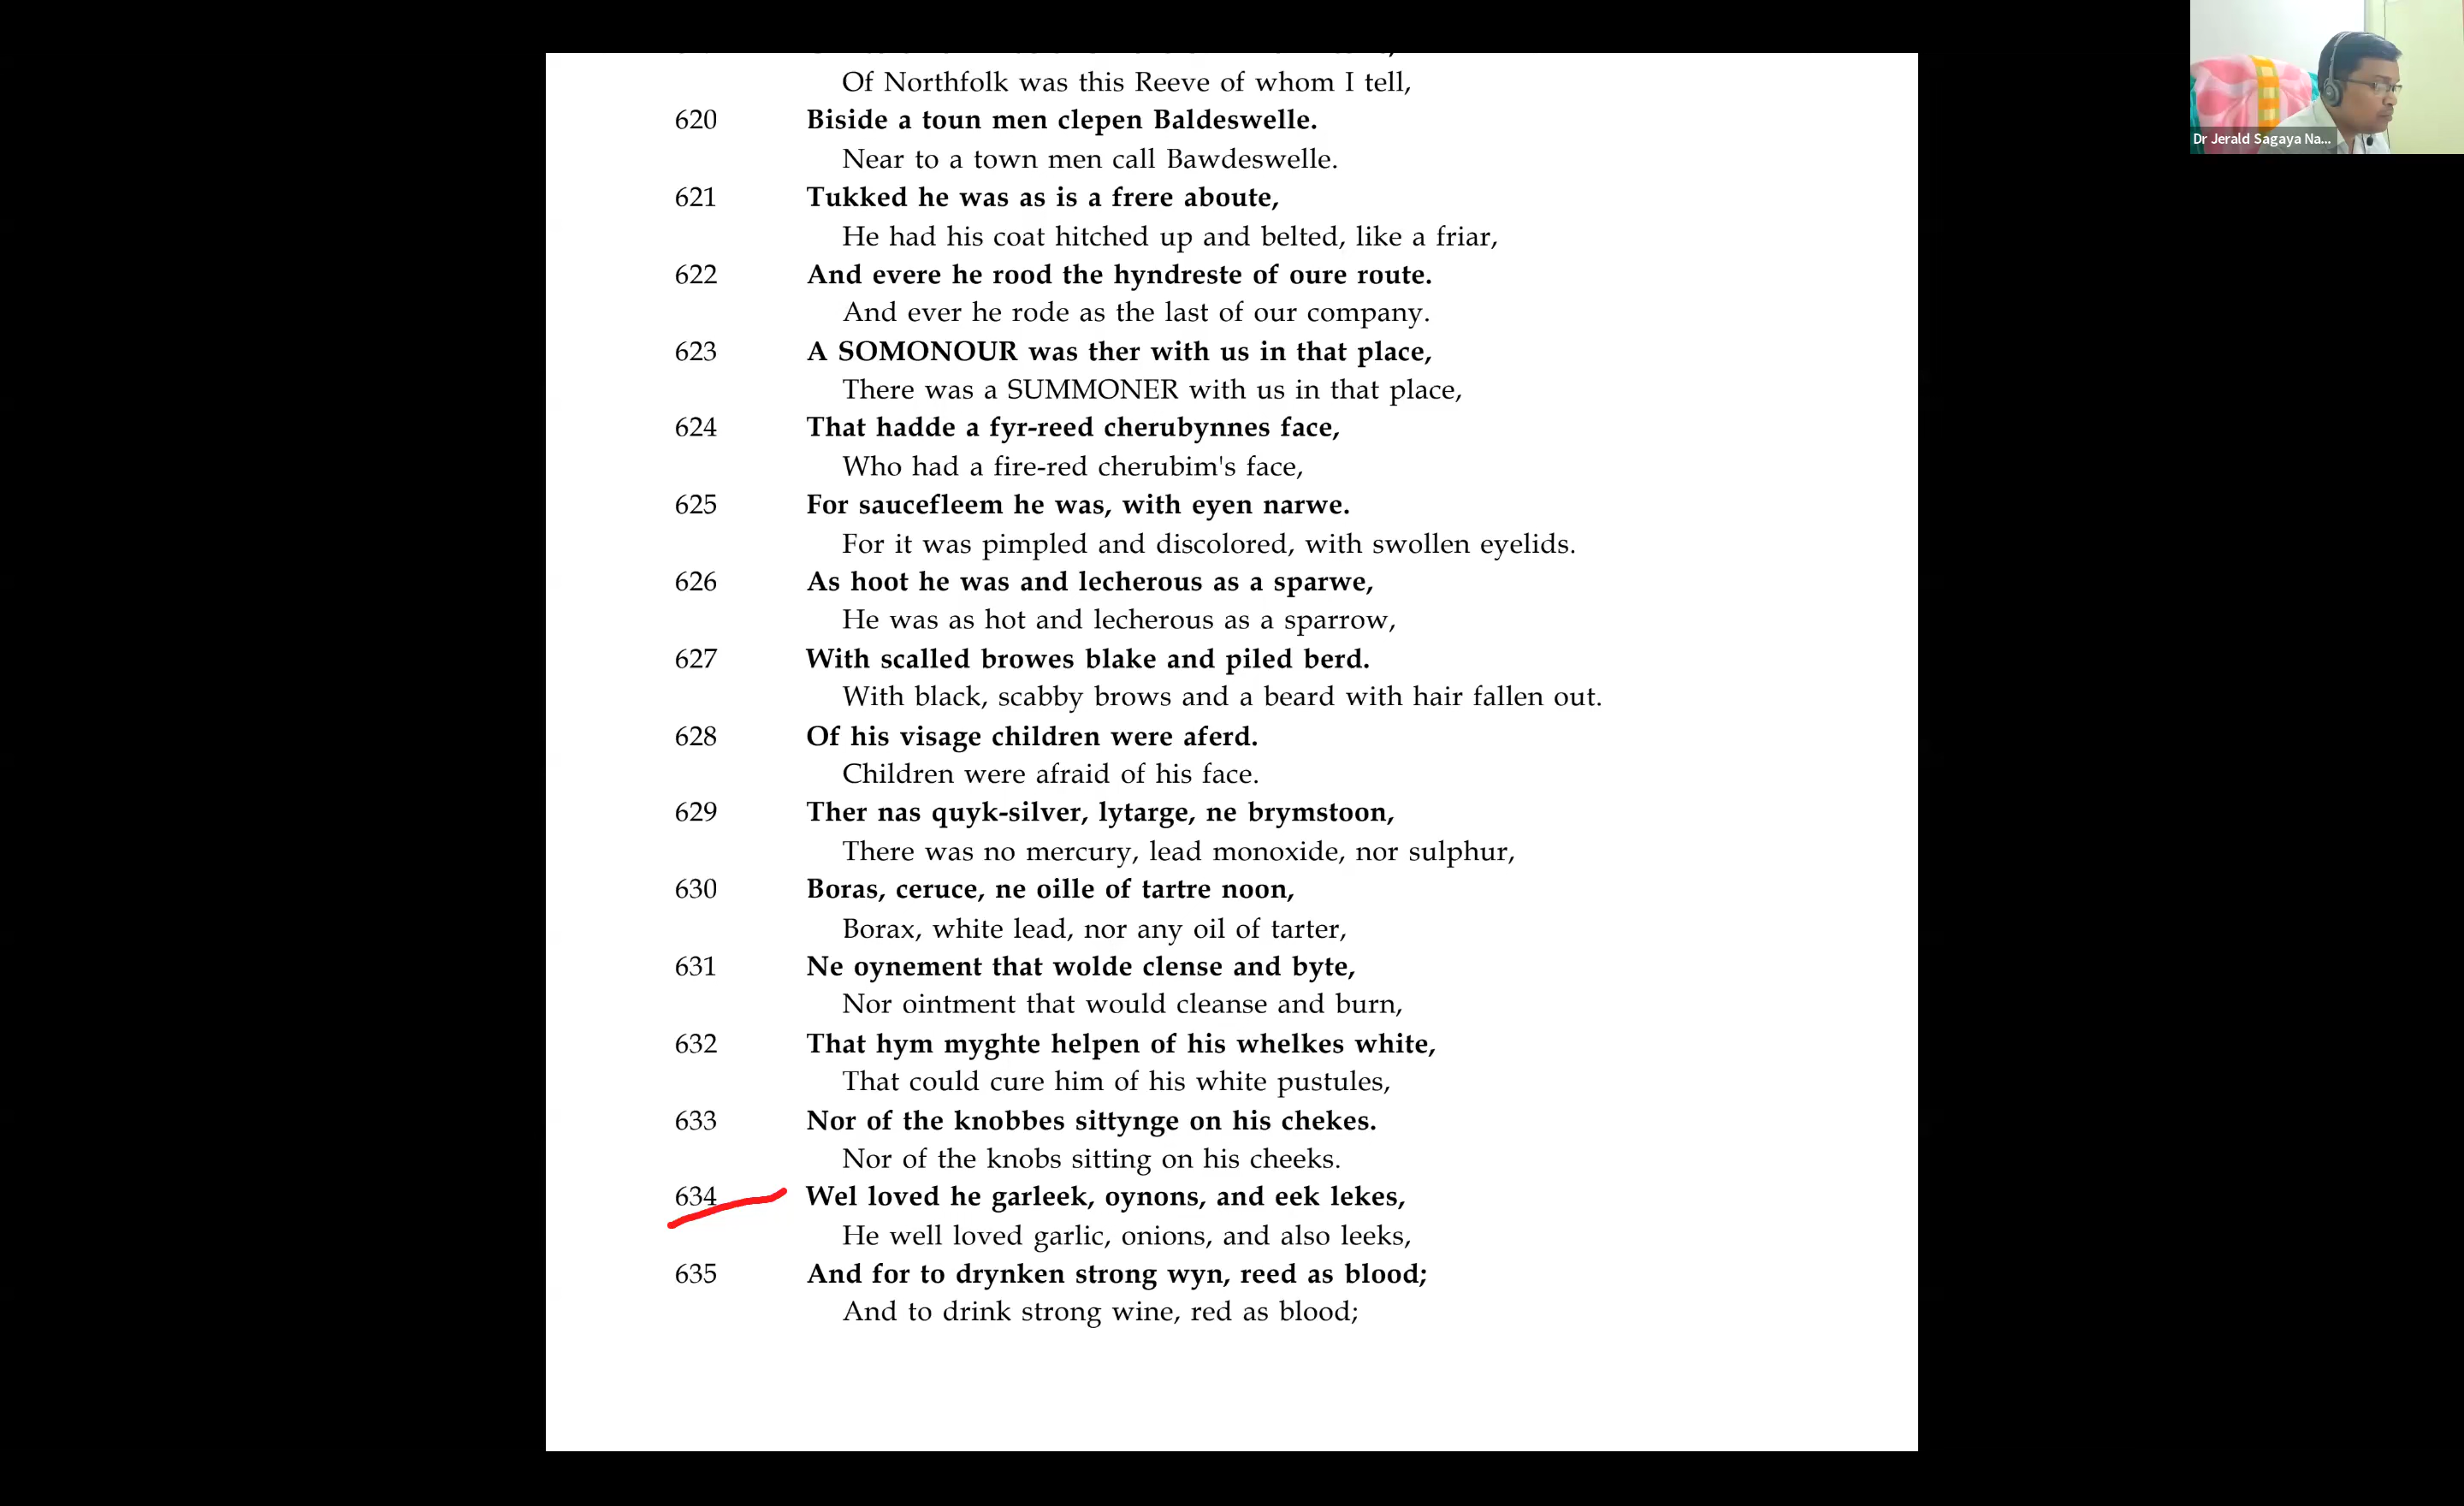 Of Northfolk was this Reeve of whom I tell,
620 Biside a toun men clepen Baldeswelle.
Near to a town men call Bawdeswelle.
621 Tukked he was as is a frere aboute,
He had his coat hitched up and belted, like a friar,
622 And evere he rood the hyndreste of oure route.
And ever he rode as the last of our company.
623 A SOMONOUR was ther with us in that place,
There was a SUMMONER with us in that place,
624 That hadde a fyr-reed cherubynnes face,
Who had a fire-red cherubim's face,
625 For saucefleem he was, with eyen narwe.
For it was pimpled and discolored, with swollen eyelids.
626 As hoot he was and lecherous as a sparwe,
He was as hot and lecherous as a sparrow,
627 With scalled browes blake and piled berd.
With black, scabby brows and a beard with hair fallen out.
628 Of his visage children were aferd.
Children were afraid of his face.
629 Ther nas quyk-silver, lytarge, ne brymstoon,
There was no mercury, lead monoxide, nor sulphur,
630 Boras, ceruce, ne oille of tartre noon,
Borax, white lead, nor any oil of tarter,
631 Ne oynement that wolde clense and byte,
Nor ointment that would cleanse and burn,
632 That hym myghte helpen of his whelkes white,
That could cure him of his white pustules,
633 Nor of the knobbes sittynge on his chekes.
Nor of the knobs sitting on his cheeks.
634 Wel loved he garleek, oynons, and eek lekes,
He well loved garlic, onions, and also leeks,
635 And for to drynken strong wyn, reed as blood;
And to drink strong wine, red as blood;
Dr Jerald Sagaya Na...